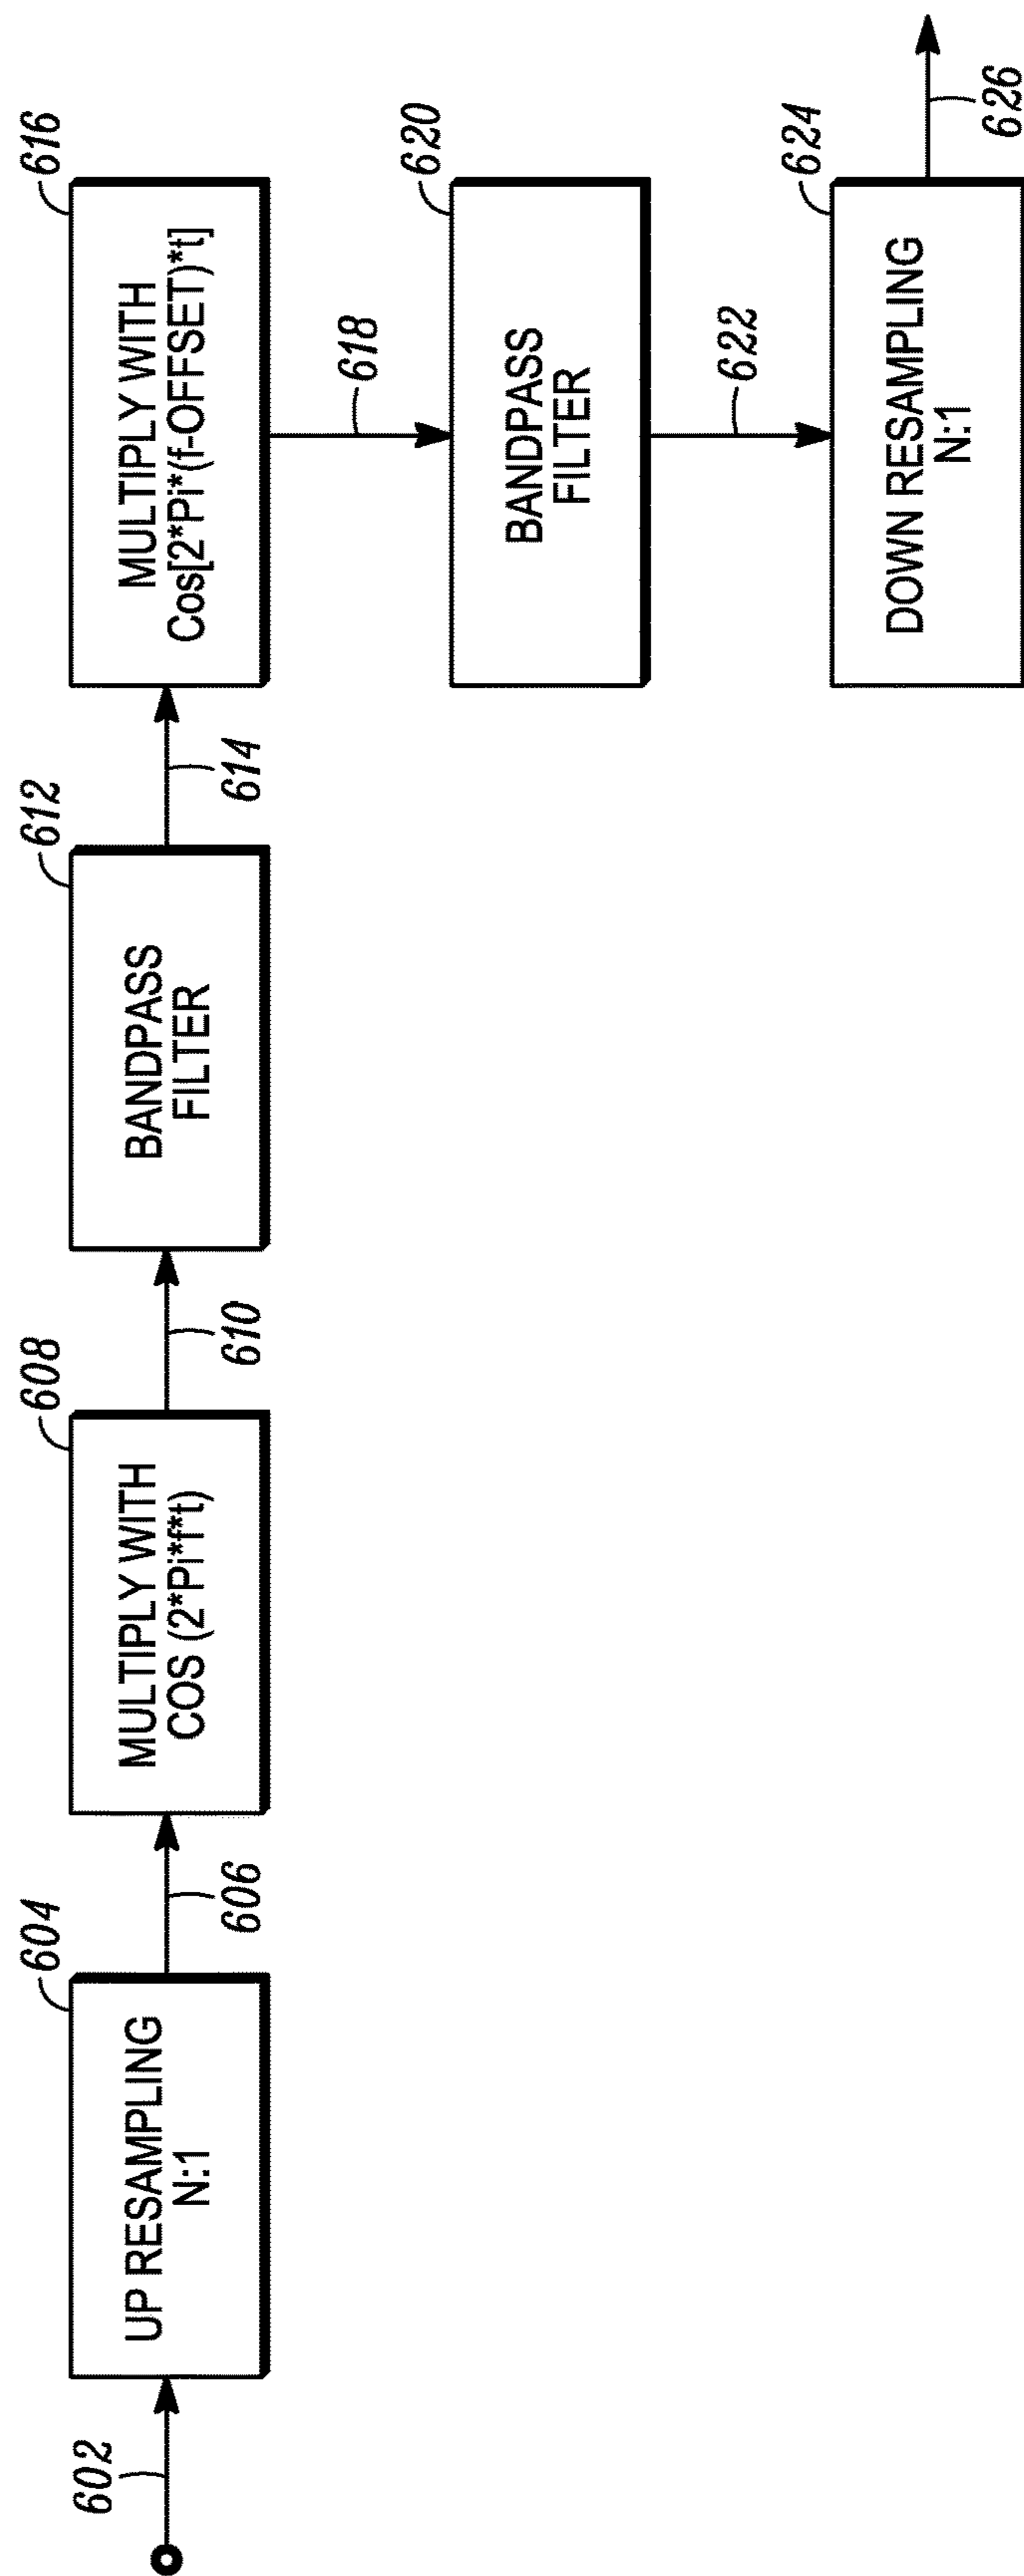 602
604
UP RESAMPLING
N:1
606
608
MULTIPLY WITH
COS (2*Pi*f*t)
610
612
BANDPASS
FILTER
614
616
MULTIPLY WITH
Cos[2*Pi*(f-OFFSET)*t]
618
620
BANDPASS
FILTER
622
624
DOWN RESAMPLING
N:1
626